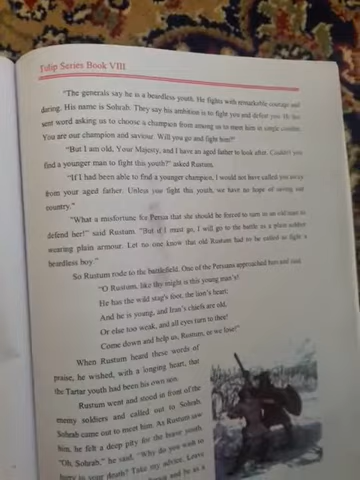 Tulip Series Book VIII
"The generals say he is a beardless youth. He fights with remarkable courage and
daring. His name is Sohrab. They say his ambition is to fight you and defeat you. He has
sent word asking us to choose a champion from among us to meet him in single combat.
You are our champion and saviour. Will you go and fight him?"
"But I am old, Your Majesty, and I have an aged father to look after. Couldn't you
find a younger man to fight this youth?" asked Rustum.
"If I had been able to find a younger champion, I would not have called you away
from your aged father. Unless you fight this youth, we have no hope of saving our
country."
"What a misfortune for Persia that she should be forced to turn to an old man to
defend her!" said Rustam. "But if I must go, I will go to the battle as a plain soldier
wearing plain armour. Let no one know that old Rustum had to be called to fight a
beardless boy."
So Rustum rode to the battlefield. One of the Persians approached him and said,
"O Rustum, like thy might is this young man's!
He has the wild stag's foot, the lion's heart;
And he is young, and Iran's chiefs are old,
Or else too weak, and all eyes turn to thee!
Come down and help us, Rustum, or we lose!"
When Rustum heard these words of
praise, he wished, with a longing heart, that
the Tartar youth had been his own son.
Rustum went and stood in front of the
enemy soldiers and called out to Sohrab.
Sohrab came out to meet him. As Rustum saw
him, he felt a deep pity for the brave youth.
"Oh, Sohrab," he said, "Why do you wish to
hurry to your death? Take my advice. Leave
and be as a